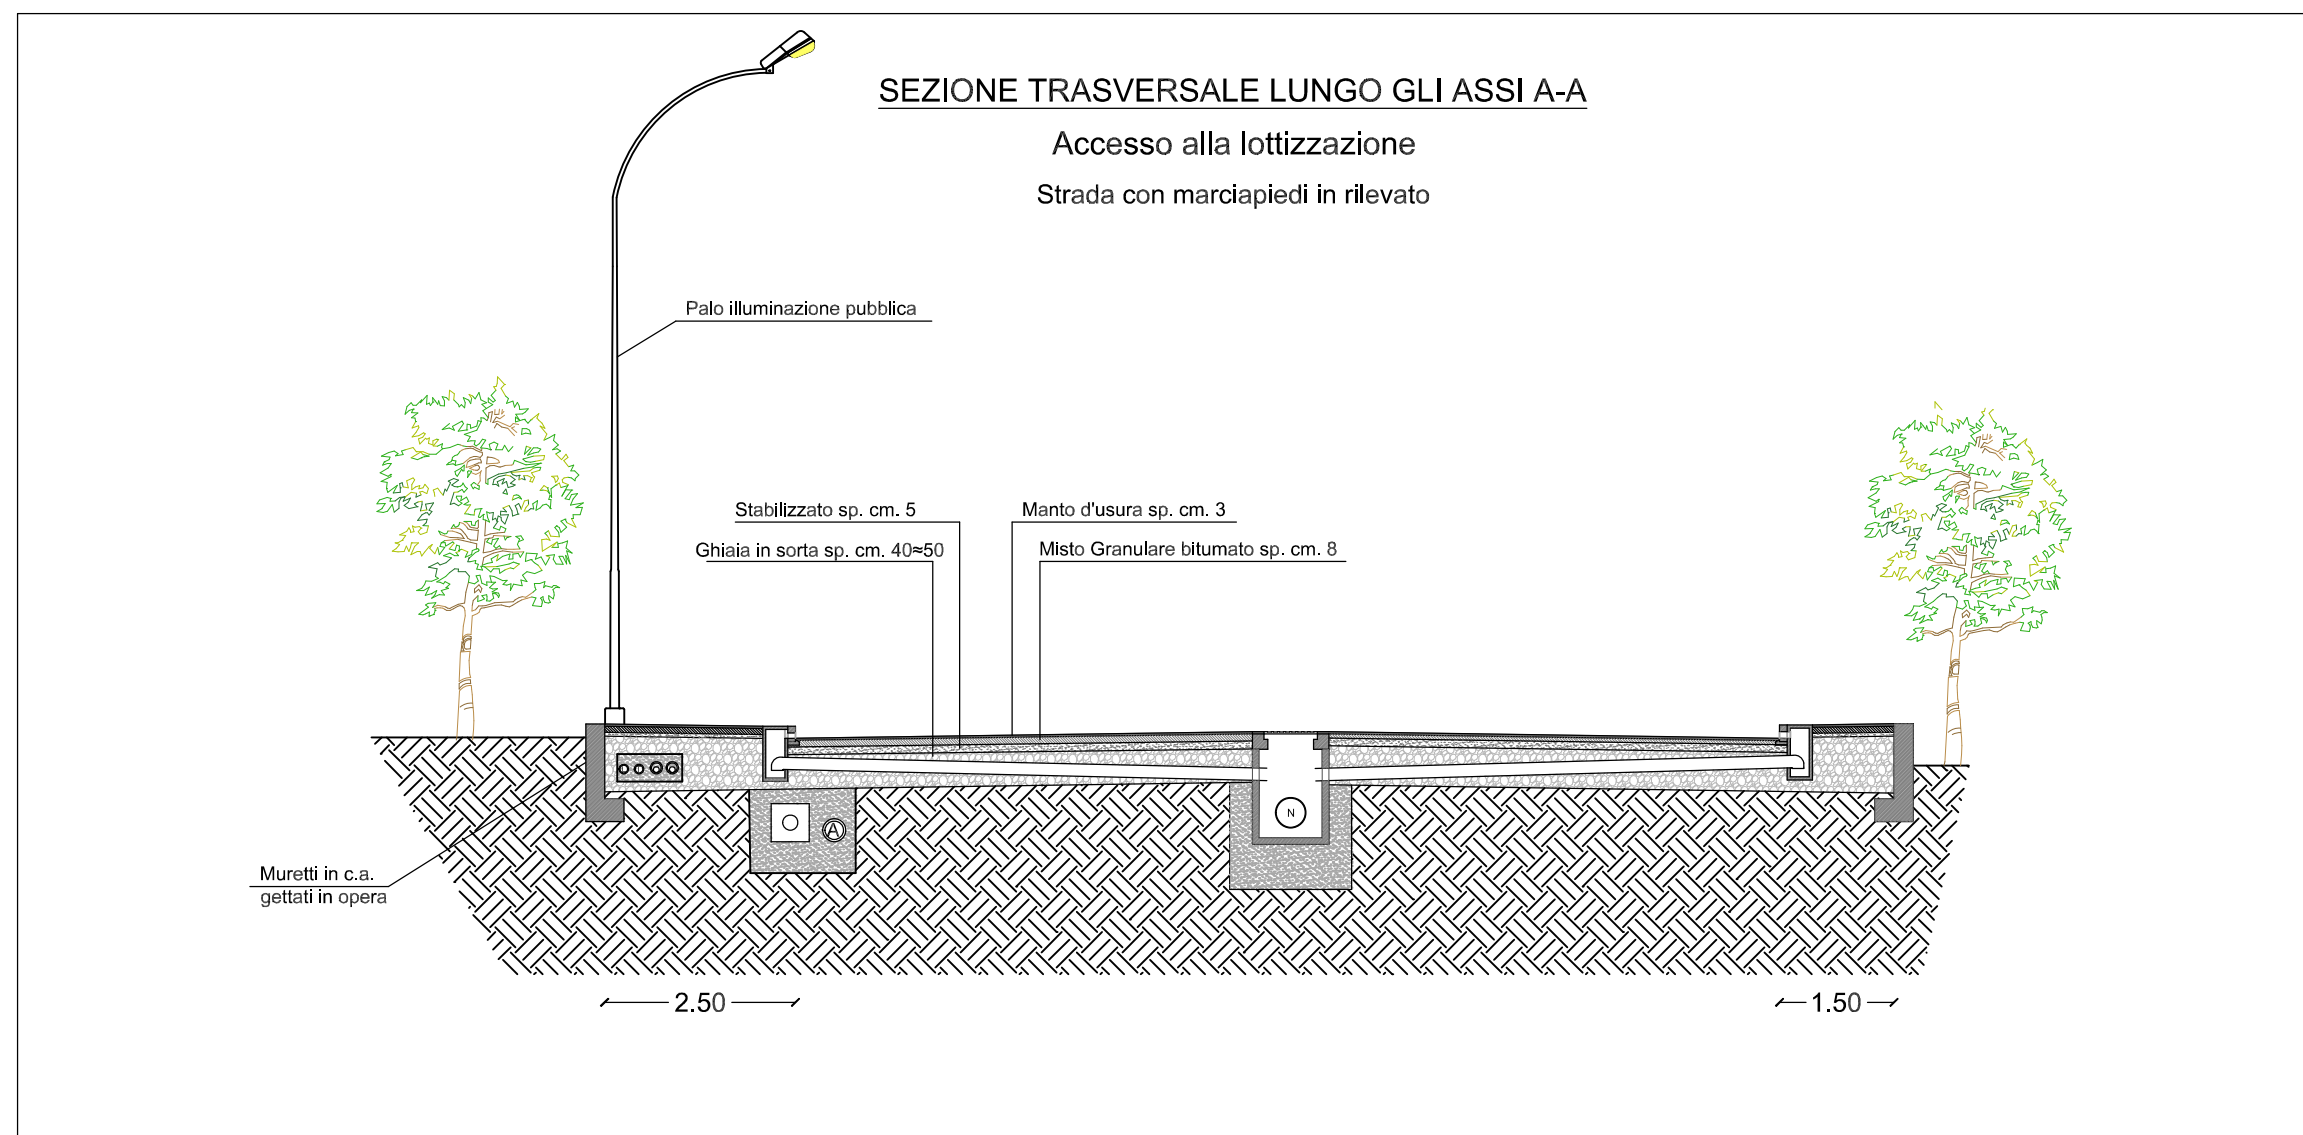 SEZIONE TRASVERSALE LUNGO GLI ASSI A-A
Accesso alla lottizzazione
Strada con marciapiedi in rilevato
Palo illuminazione pubblica
Stabilizzato sp. cm. 5
Manto d'usura sp. cm. 3
Ghiaia in sorta sp. cm. 40≈50
Misto Granulare bitumato sp. cm. 8
N
A
Muretti in c.a.
gettati in opera
2.50
1.50